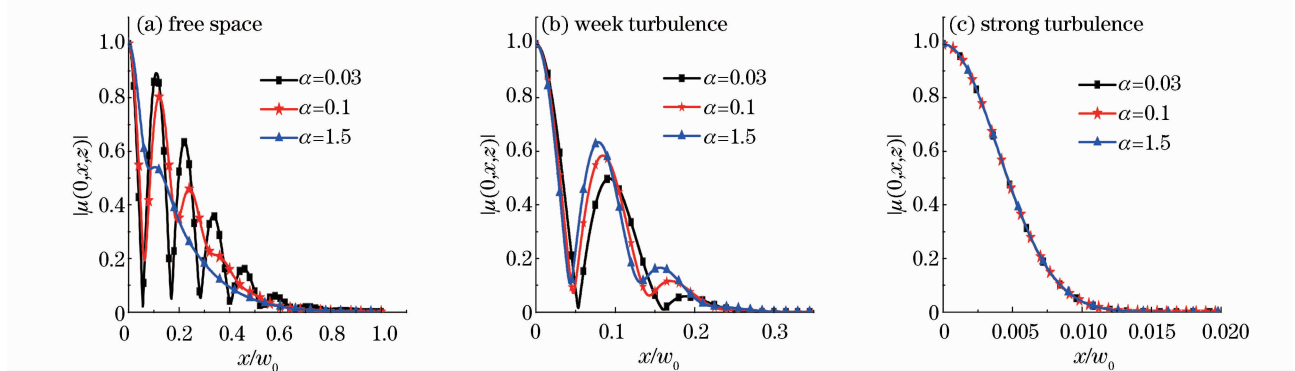 (a) free space
1.0
0.8
0.6
0.4
0.2
0
|μ(0,x,z)|
α=0.03
α=0.1
α=1.5
0 0.2 0.4 0.6 0.8 1.0
x/w₀
(b) week turbulence
1.0
0.8
0.6
0.4
0.2
0
|μ(0,x,z)|
α=0.03
α=0.1
α=1.5
0 0.1 0.2 0.3
x/w₀
(c) strong turbulence
1.0
0.8
0.6
0.4
0.2
0
|μ(0,x,z)|
α=0.03
α=0.1
α=1.5
0 0.005 0.010 0.015 0.020
x/w₀